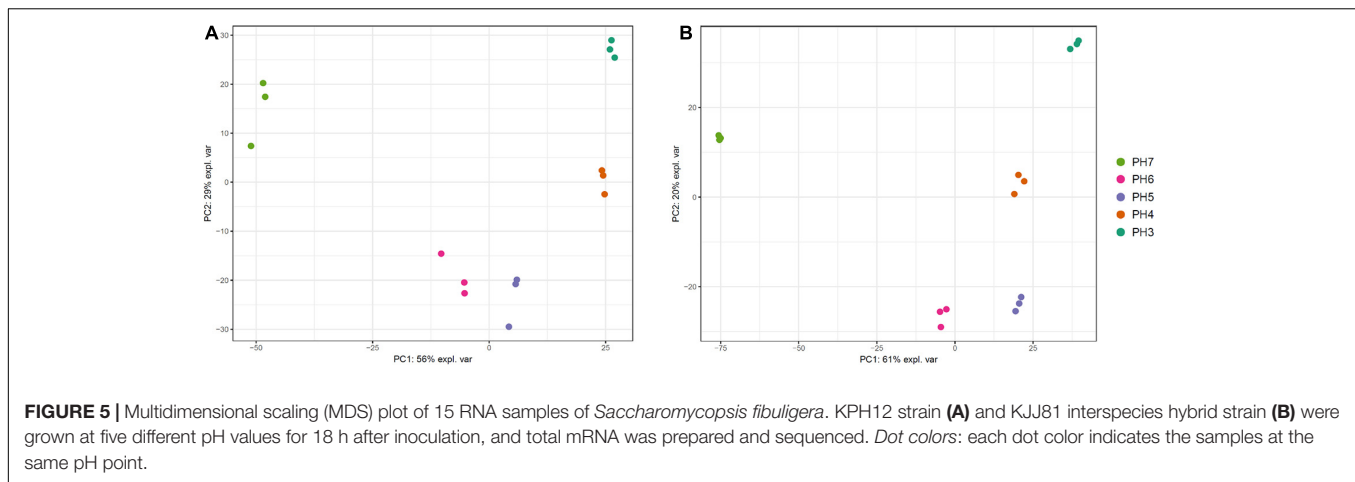 A
30
20
10
0
−10
−20
−30
PC2: 29% expl. var
−50
−25
0
25
PC1: 56% expl. var
B
20
0
−20
PC2: 20% expl. var
−75
−50
−25
0
25
PC1: 61% expl. var
PH7
PH6
PH5
PH4
PH3
FIGURE 5 | Multidimensional scaling (MDS) plot of 15 RNA samples of Saccharomycopsis fibuligera. KPH12 strain (A) and KJJ81 interspecies hybrid strain (B) were
grown at five different pH values for 18 h after inoculation, and total mRNA was prepared and sequenced. Dot colors: each dot color indicates the samples at the
same pH point.